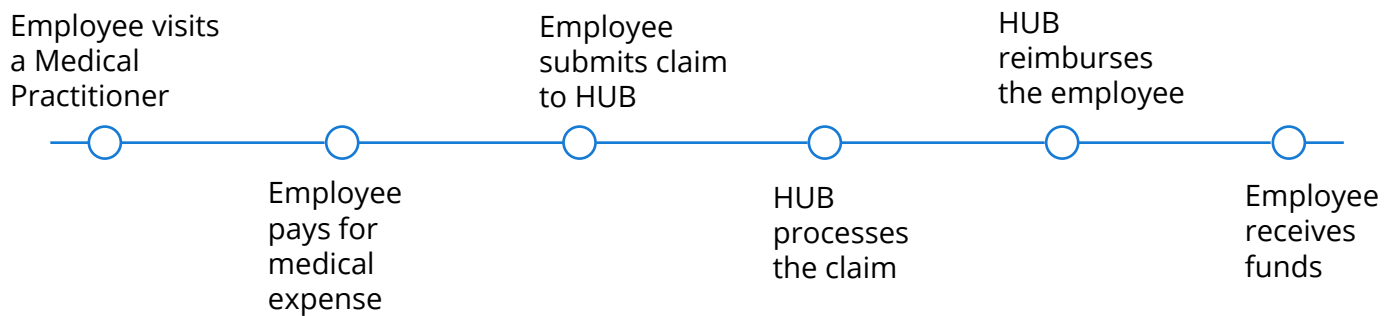 Employee visits
a Medical
Practitioner
Employee
pays for
medical
expense
Employee
submits claim
to HUB
HUB
processes
the claim
HUB
reimburses
the employee
Employee
receives
funds